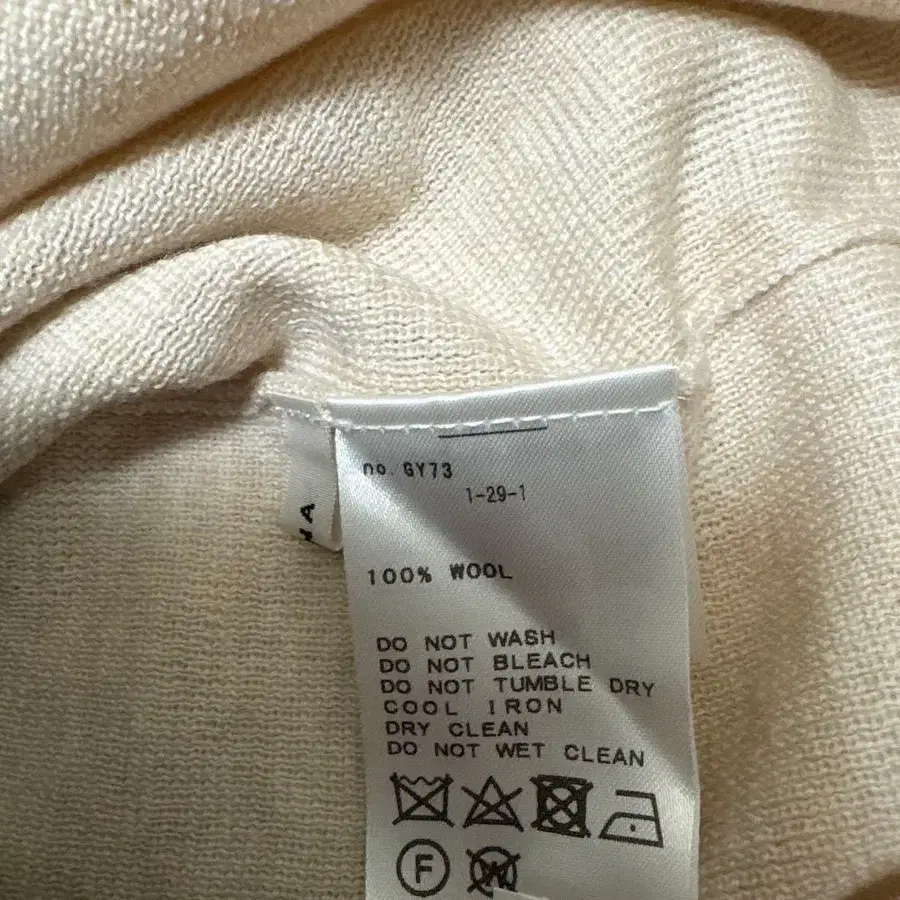 no. GY73
1-29-1
100% WOOL
DO NOT WASH
DO NOT BLEACH
DO NOT TUMBLE DRY
COOL IRON
DRY CLEAN
DO NOT WET CLEAN
F
W